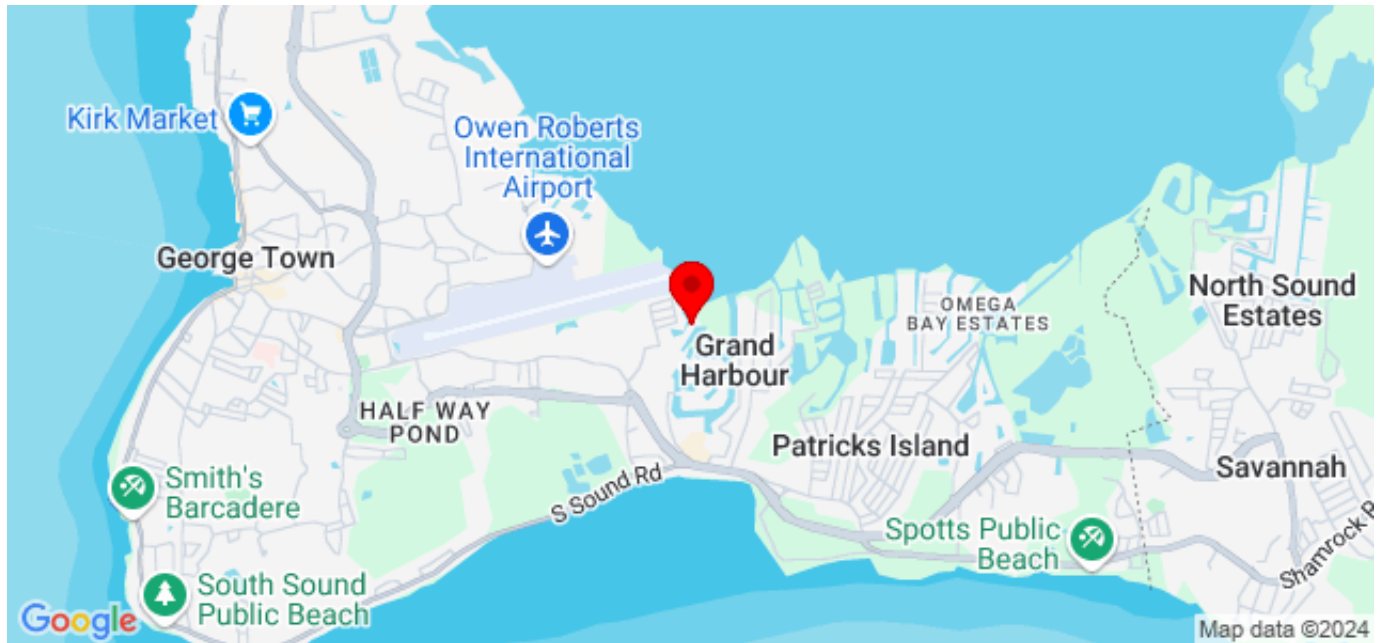 Kirk Market
Owen Roberts
International
Airport
George Town
North Sound
Estates
OMEGA
BAY ESTATES
Grand
Harbour
HALF WAY
POND
Patricks Island
Savannah
Smith's
Barcadere
S Sound Rd
Spotts Public
Beach
Shamrock R
South Sound
Public Beach
Google
Map data ©2024